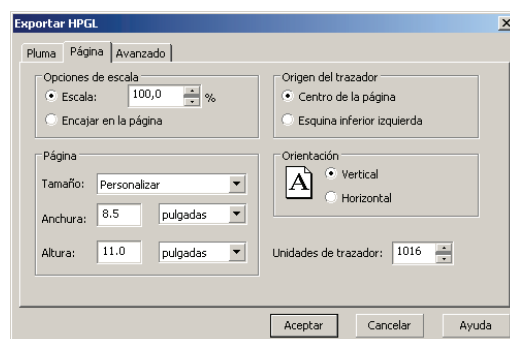 Exportar HPGL
Pluma Página Avanzado
Opciones de escala
Escala: 100,0 %
Encajar en la página
Origen del trazador
Centro de la página
Esquina inferior izquierda
Página
Tamaño: Personalizar
Anchura: 8.5 pulgadas
Altura: 11.0 pulgadas
Orientación
A
Vertical
Horizontal
Unidades de trazador: 1016
Aceptar Cancelar Ayuda